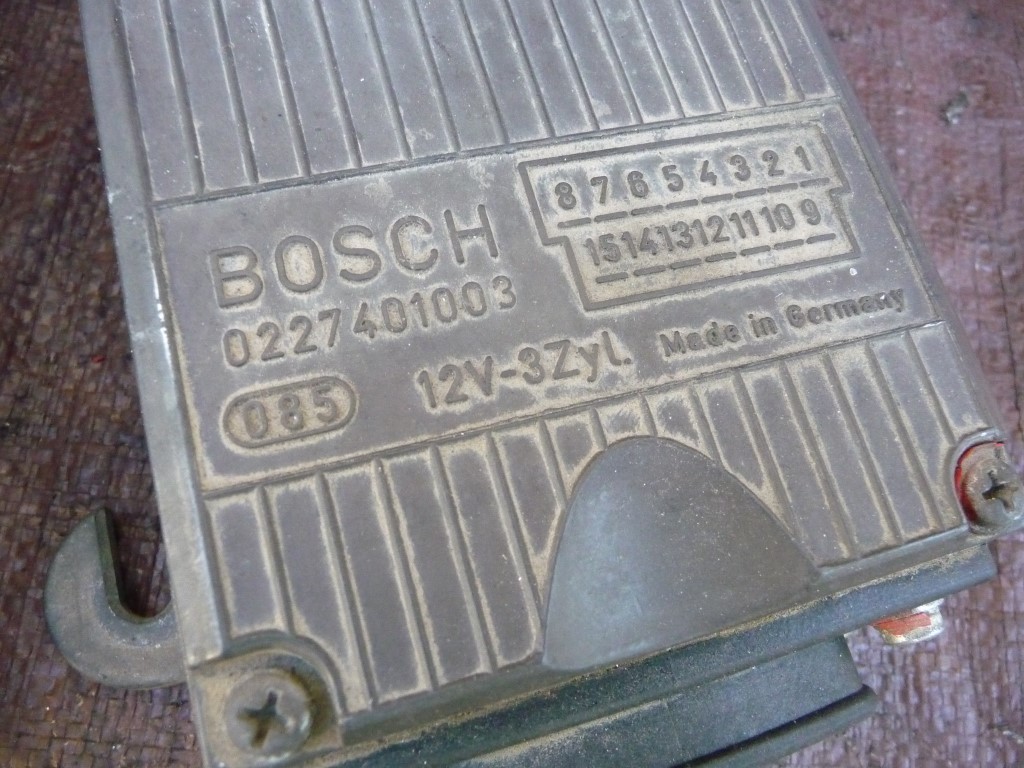 8 7 6 5 4 3 2 1
15 14 13 12 11 10 9
BOSCH
0227401003
085
12V-3Zyl.
Made in Germany